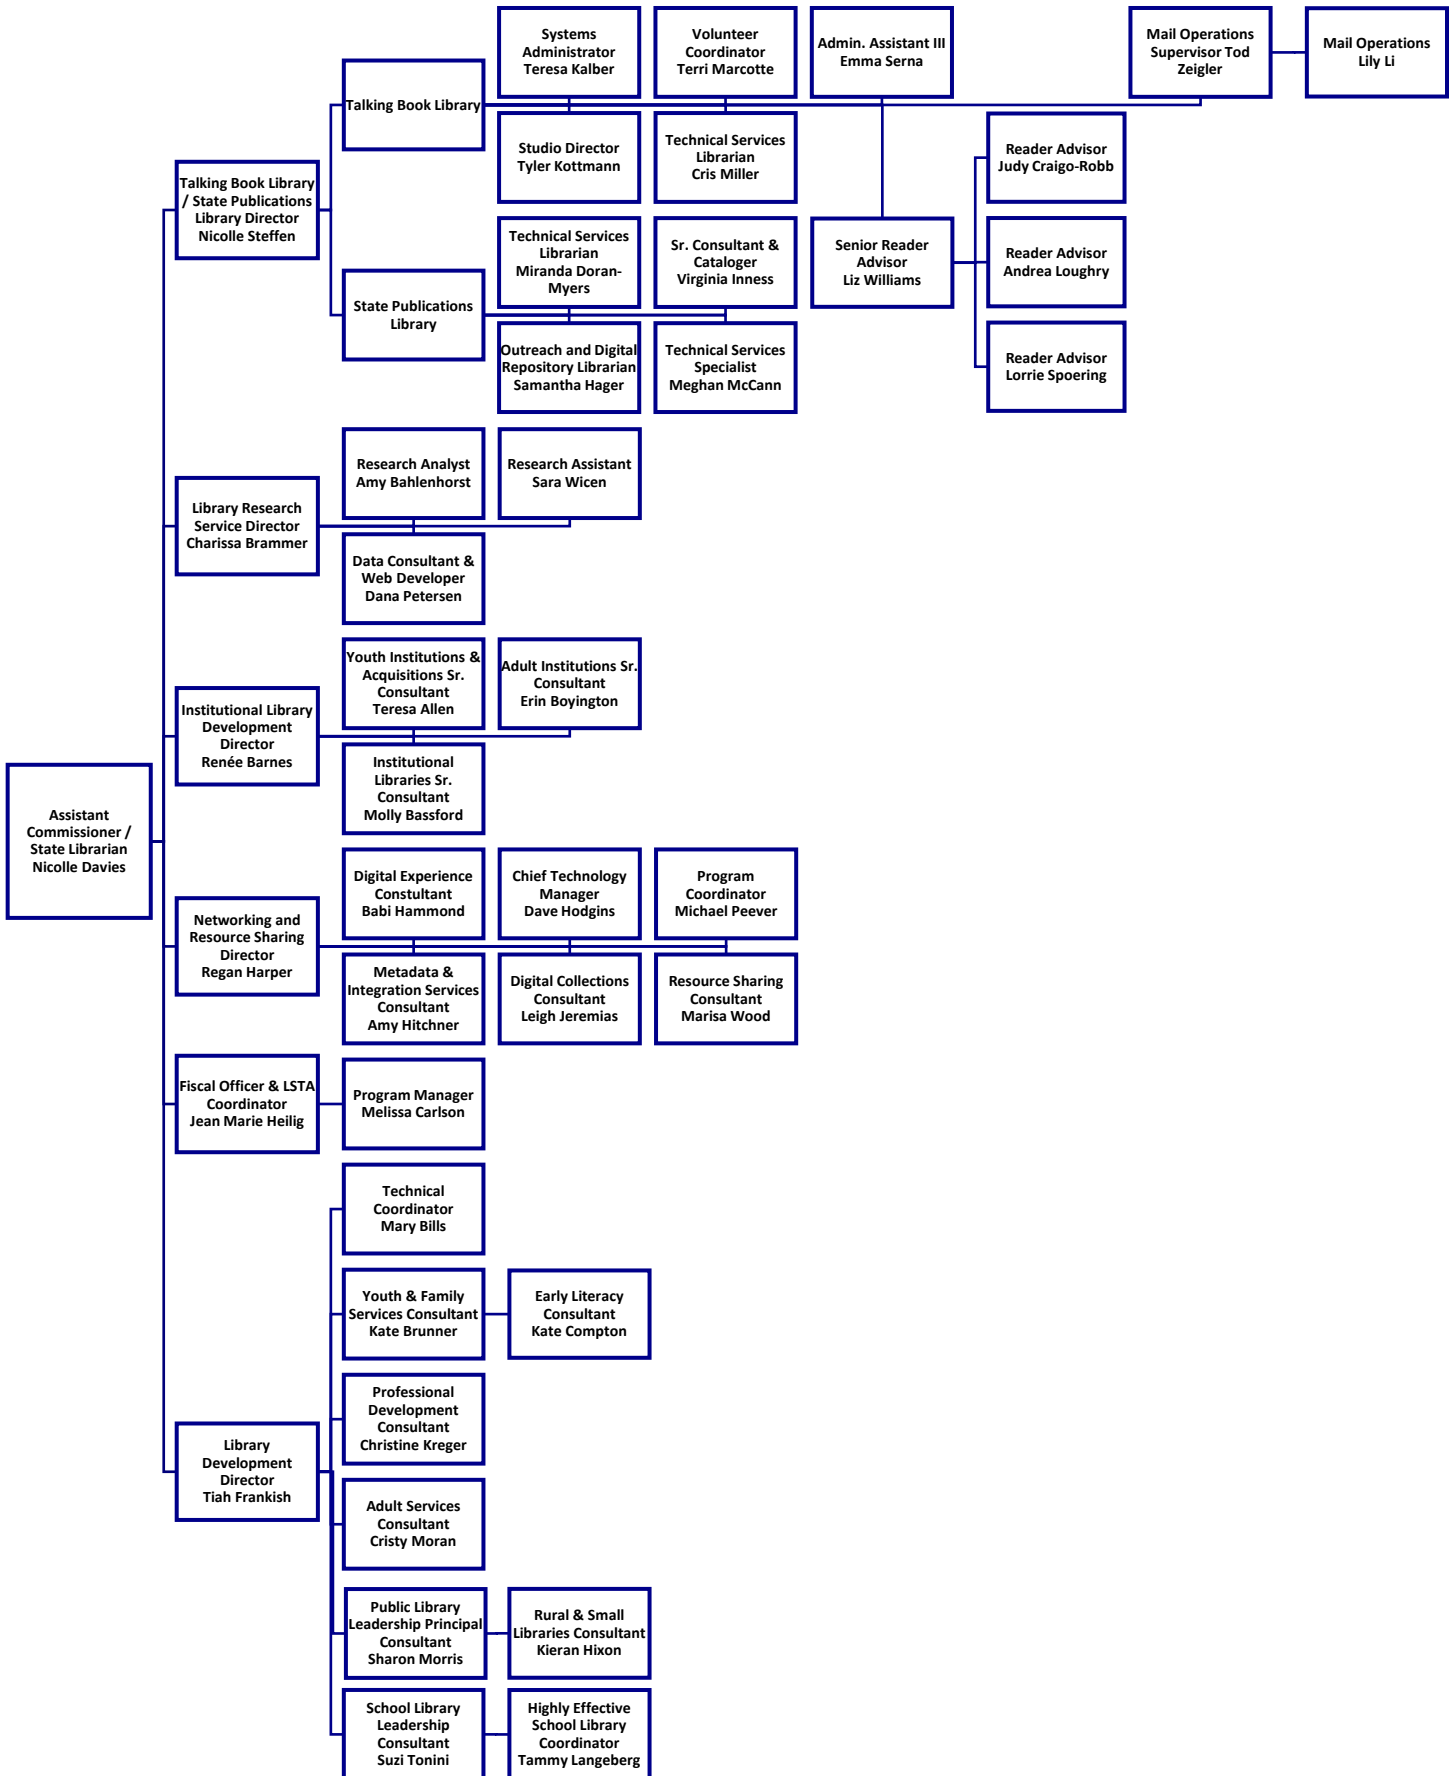 Systems
Administrator
Teresa Kalber
Volunteer
Coordinator
Terri Marcotte
Admin. Assistant III
Emma Serna
Mail Operations
Supervisor Tod
Zeigler
Mail Operations
Lily Li
Talking Book Library
Studio Director
Tyler Kottmann
Technical Services
Librarian
Cris Miller
Reader Advisor
Judy Craigo-Robb
Talking Book Library
/ State Publications
Library Director
Nicolle Steffen
Technical Services
Librarian
Miranda Doran-
Myers
Sr. Consultant &
Cataloger
Virginia Inness
Senior Reader
Advisor
Liz Williams
Reader Advisor
Andrea Loughry
State Publications
Library
Outreach and Digital
Repository Librarian
Samantha Hager
Technical Services
Specialist
Meghan McCann
Reader Advisor
Lorrie Spoering
Research Analyst
Amy Bahlenhorst
Research Assistant
Sara Wicen
Library Research
Service Director
Charissa Brammer
Data Consultant &
Web Developer
Dana Petersen
Youth Institutions &
Acquisitions Sr.
Consultant
Teresa Allen
Adult Institutions Sr.
Consultant
Erin Boyington
Institutional Library
Development
Director
Renée Barnes
Institutional
Libraries Sr.
Consultant
Molly Bassford
Assistant
Commissioner /
State Librarian
Nicolle Davies
Digital Experience
Constultant
Babi Hammond
Chief Technology
Manager
Dave Hodgins
Program
Coordinator
Michael Peever
Networking and
Resource Sharing
Director
Regan Harper
Metadata &
Integration Services
Consultant
Amy Hitchner
Digital Collections
Consultant
Leigh Jeremias
Resource Sharing
Consultant
Marisa Wood
Fiscal Officer & LSTA
Coordinator
Jean Marie Heilig
Program Manager
Melissa Carlson
Technical
Coordinator
Mary Bills
Youth & Family
Services Consultant
Kate Brunner
Early Literacy
Consultant
Kate Compton
Professional
Development
Consultant
Christine Kreger
Library
Development
Director
Tiah Frankish
Adult Services
Consultant
Cristy Moran
Public Library
Leadership Principal
Consultant
Sharon Morris
Rural & Small
Libraries Consultant
Kieran Hixon
School Library
Leadership
Consultant
Suzi Tonini
Highly Effective
School Library
Coordinator
Tammy Langeberg